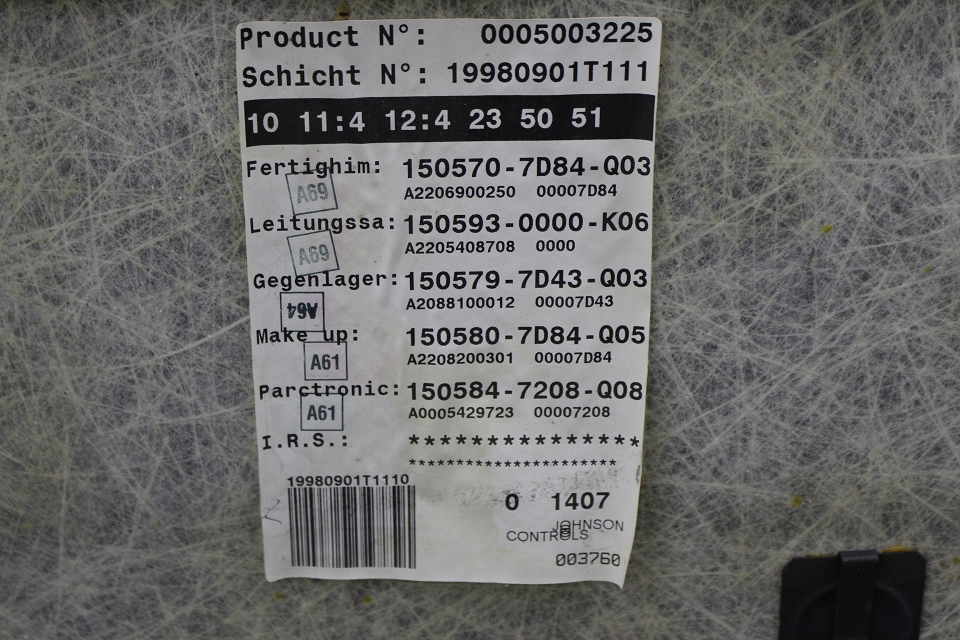 Product N°: 0005003225
Schicht N°: 19980901T111
10 11:4 12:4 23 50 51
Fertighim: 150570-7D84-Q03
A69 A2206900250 00007D84
Leitungssa: 150593-0000-K06
A69 A2205408708 0000
Gegenlager: 150579-7D43-Q03
A64 A2088100012 00007D43
Make up: 150580-7D84-Q05
A61 A2208200301 00007D84
Parctronic: 150584-7208-Q08
A61 A0005429723 00007208
I.R.S.: ***************
**********************
19980901T1110
0 1407
JOHNSON
CONTROLS
003760